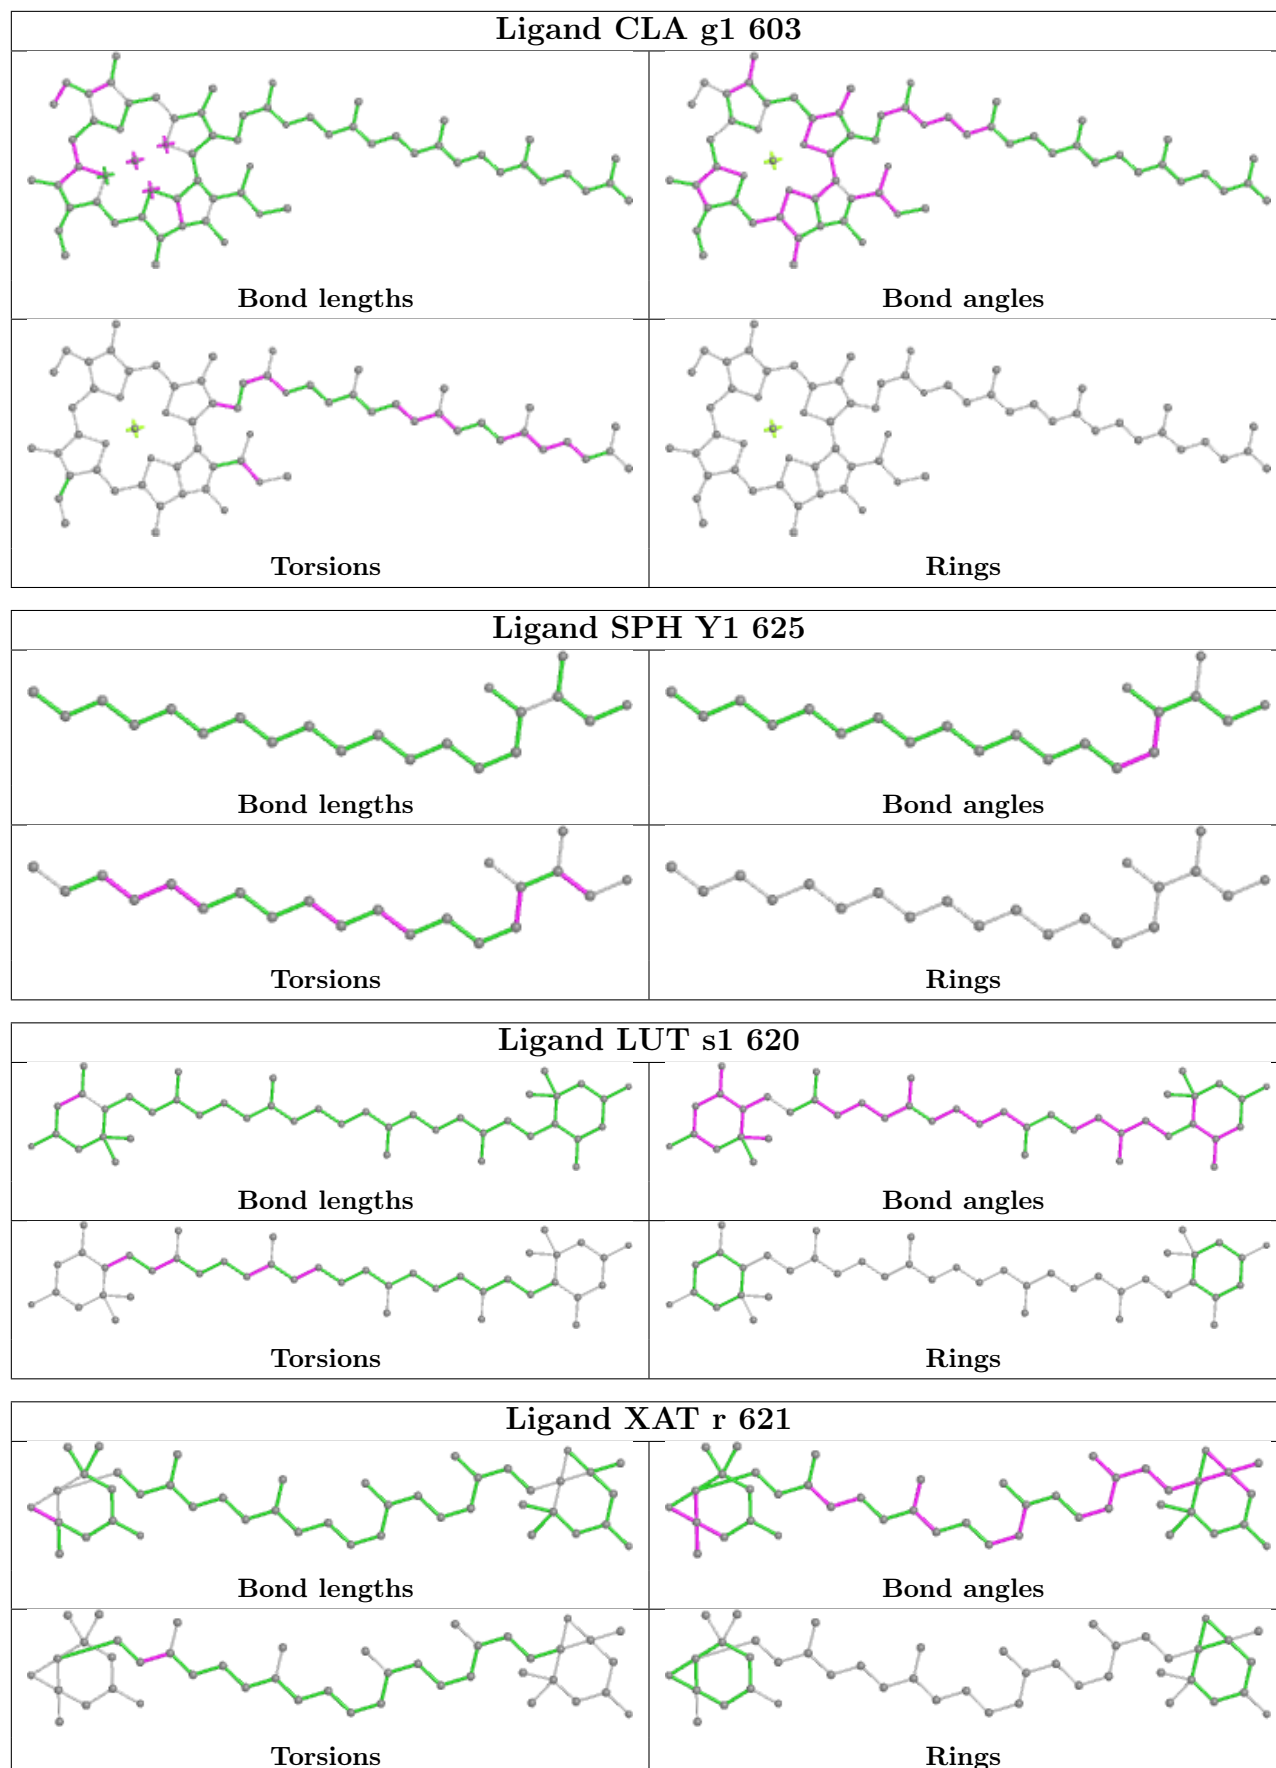 Ligand CLA g1 603
Bond lengths
Bond angles
Torsions
Rings
Ligand SPH Y1 625
Bond lengths
Bond angles
Torsions
Rings
Ligand LUT s1 620
Bond lengths
Bond angles
Torsions
Rings
Ligand XAT r 621
Bond lengths
Bond angles
Torsions
Rings